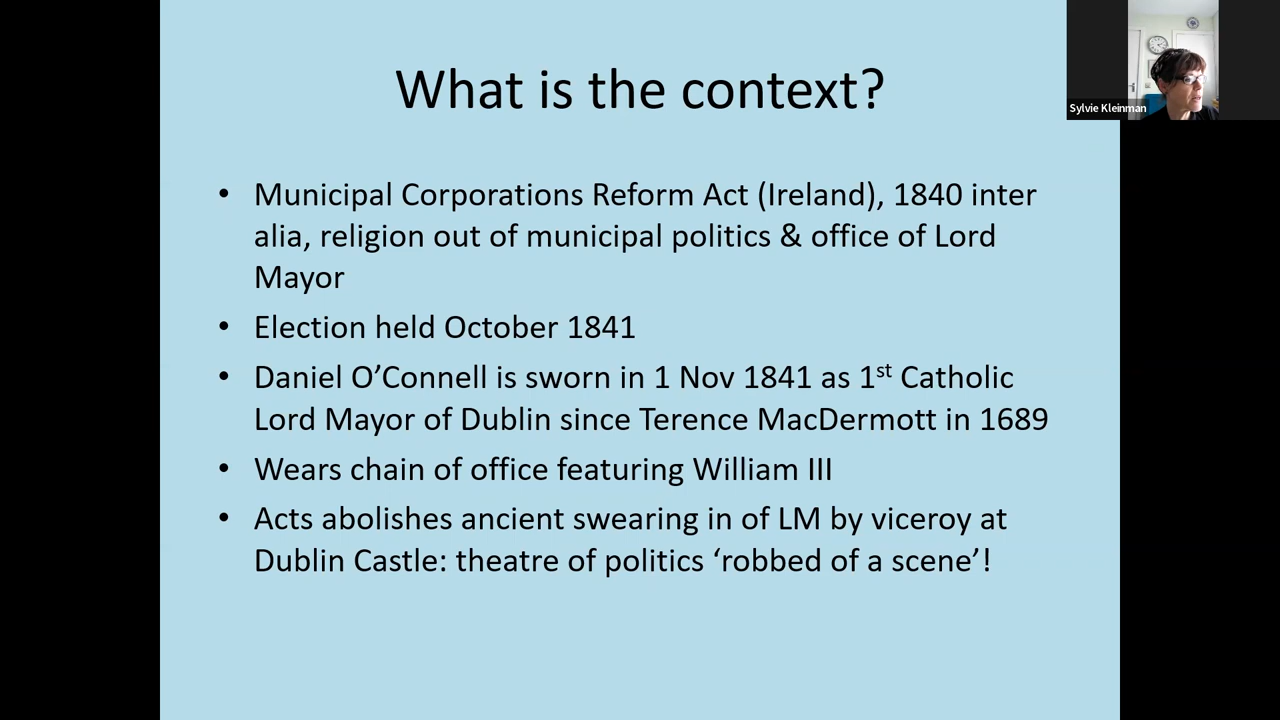 What is the context?
Sylvie Kleinman
• Municipal Corporations Reform Act (Ireland), 1840 inter
alia, religion out of municipal politics & office of Lord
Mayor
• Election held October 1841
• Daniel O’Connell is sworn in 1 Nov 1841 as 1st Catholic
Lord Mayor of Dublin since Terence MacDermott in 1689
• Wears chain of office featuring William III
• Acts abolishes ancient swearing in of LM by viceroy at
Dublin Castle: theatre of politics ‘robbed of a scene’!